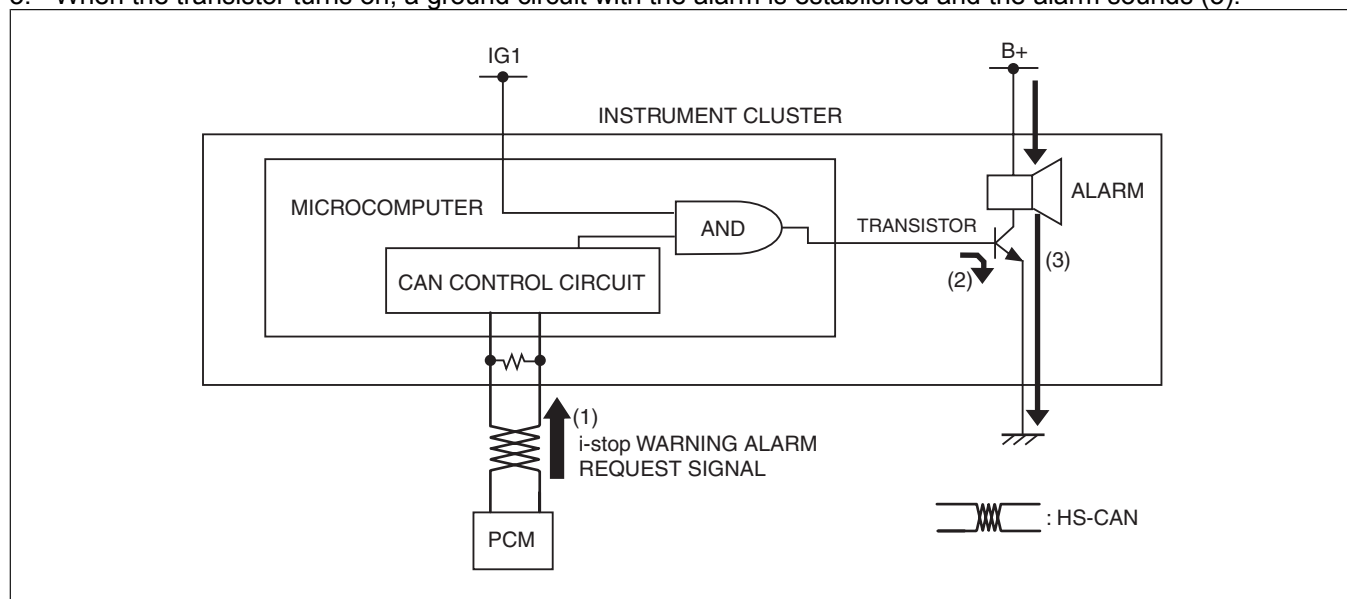 3. When the transistor turns on, a ground circuit with the alarm is established and the alarm sounds (3).
IG1
B+
INSTRUMENT CLUSTER
MICROCOMPUTER
AND
TRANSISTOR
ALARM
CAN CONTROL CIRCUIT
(2)
(3)
(1)
i-stop WARNING ALARM
REQUEST SIGNAL
PCM
: HS-CAN